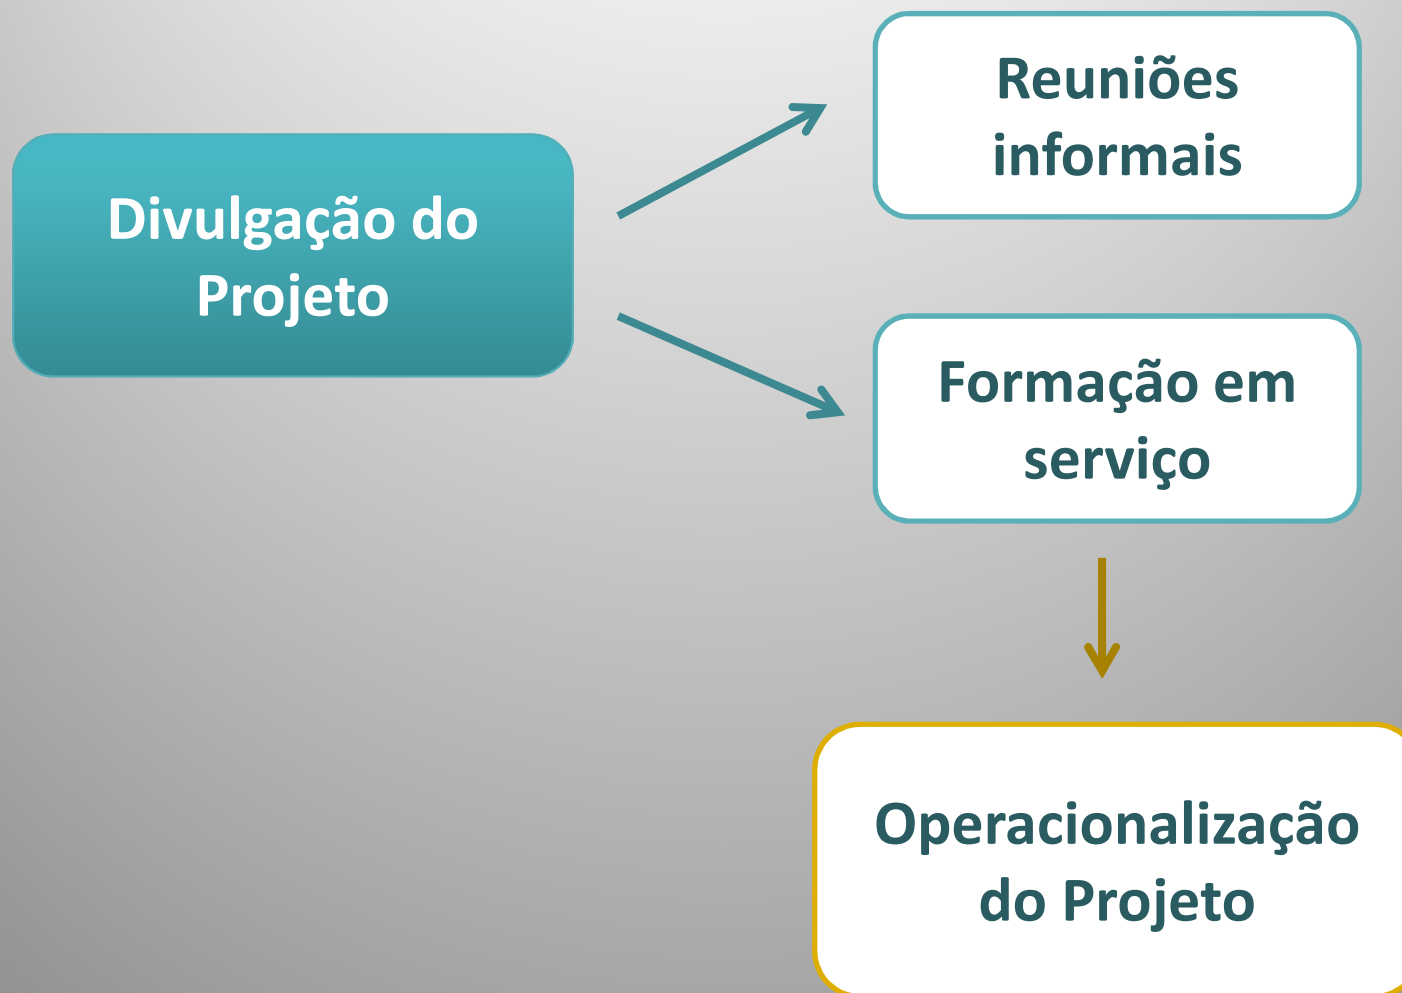 Divulgação do
Projeto
Reuniões
informais
Formação em
serviço
Operacionalização
do Projeto